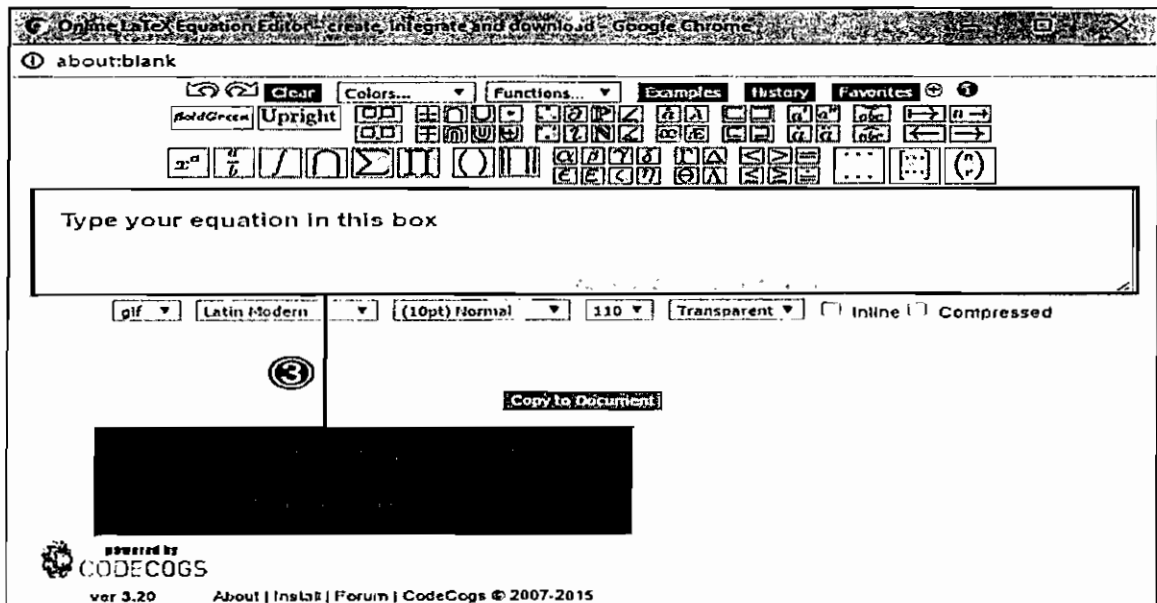 Online LaTeX Equation Editor - create, integrate and download - Google Chrome
about:blank
Clear Colors... Functions... Examples History Favorites
Upright
Type your equation in this box
gif Latin Modern (10pt) Normal 110 Transparent Inline Compressed
3
Copy to Document
powered by
CODECOGS
ver 3.20 About | Install | Forum | CodeCogs © 2007-2015